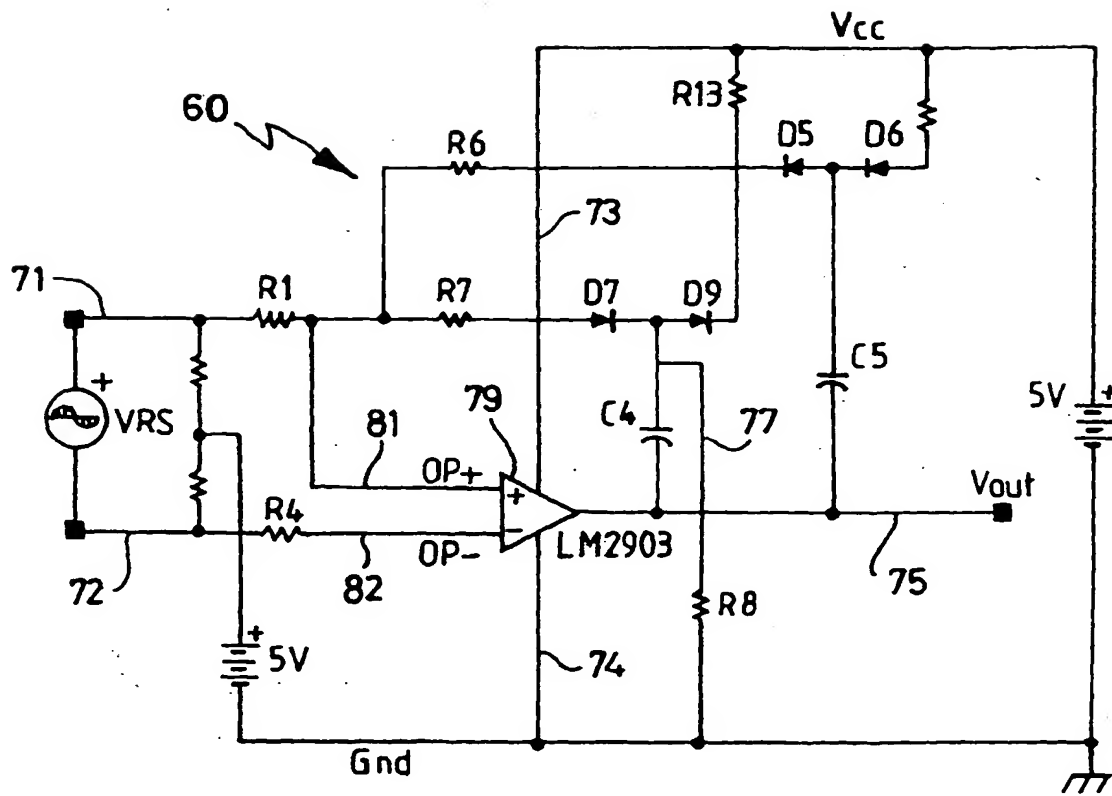 Vcc
R13
60
D5
D6
R6
73
71
R1
R7
D7
D9
+
VRS
C5
C4
77
5V
+
81
79
OP+
+
Vout
R4
OP-
-
LM2903
72
82
75
R8
+
5V
74
Gnd